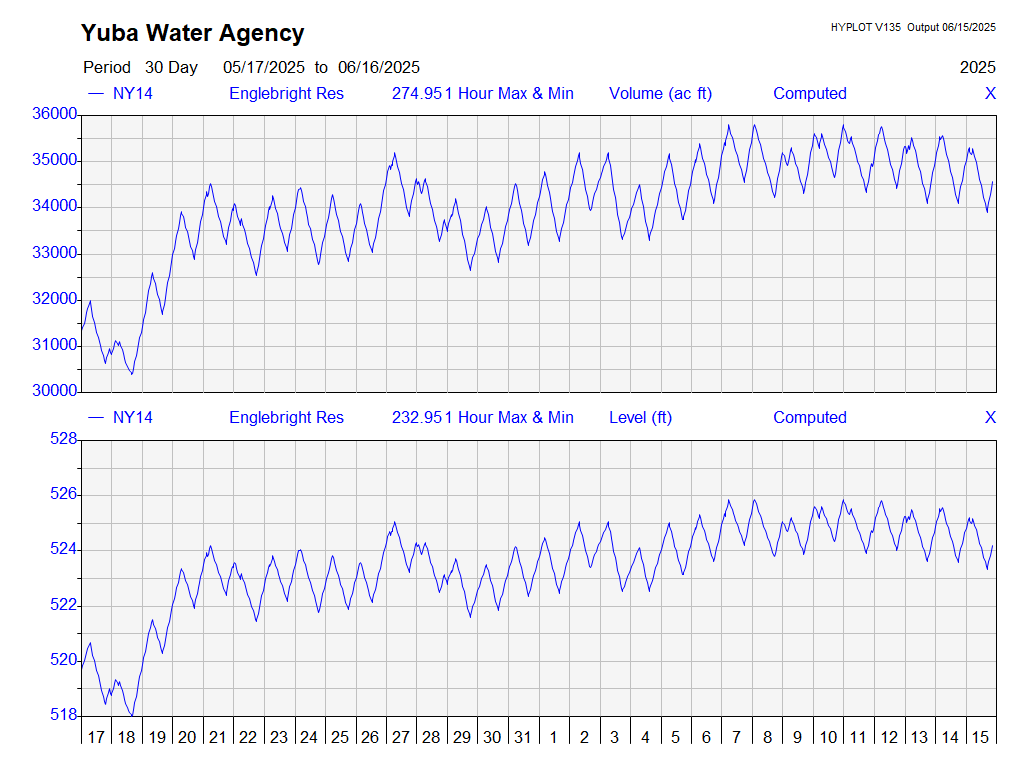 Yuba Water Agency
HYPLOT V135 Output 06/15/2025
Period 30 Day 05/17/2025 to 06/16/2025 2025
NY14 Englebright Res 274.951 Hour Max & Min Volume (ac ft) Computed X
36000
35000
34000
33000
32000
31000
30000
NY14 Englebright Res 232.951 Hour Max & Min Level (ft) Computed X
528
526
524
522
520
518
17 18 19 20 21 22 23 24 25 26 27 28 29 30 31 1 2 3 4 5 6 7 8 9 10 11 12 13 14 15